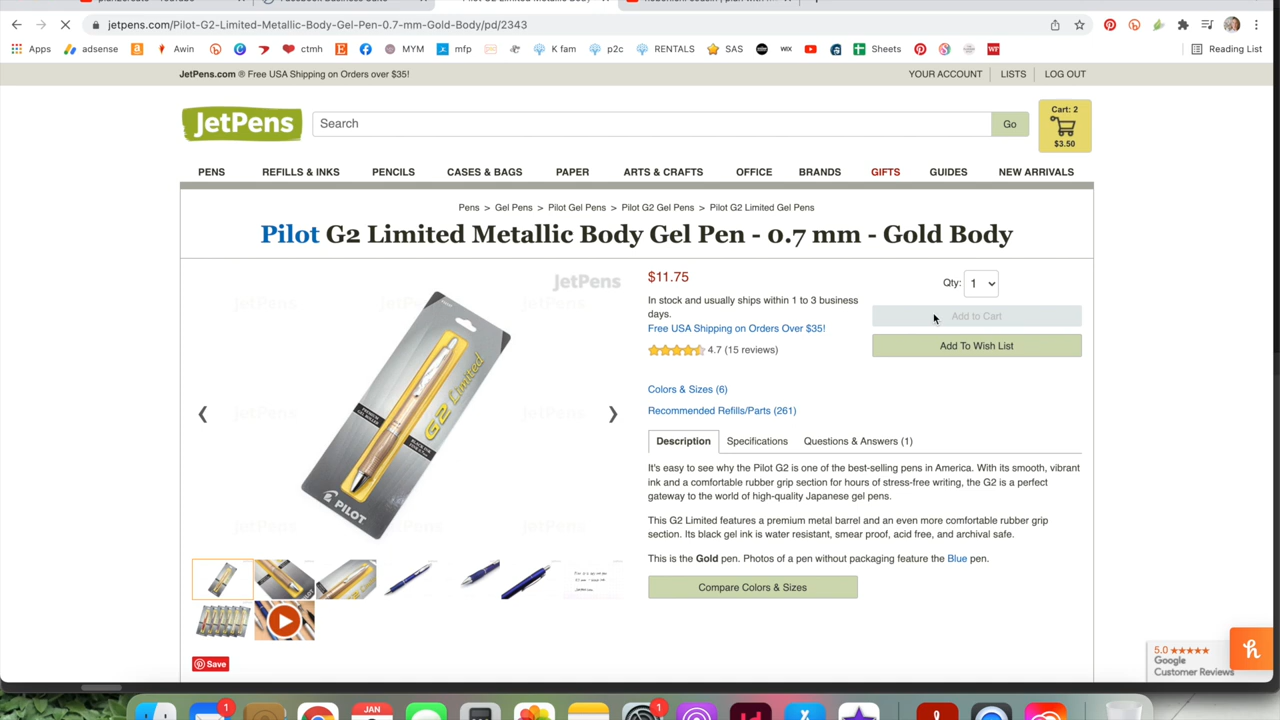 jetpens.com/Pilot-G2-Limited-Metallic-Body-Gel-Pen-0.7-mm-Gold-Body/pd/2343
Apps adsense Awin ctmh MYM mfp K fam p2c RENTALS SAS WIX Sheets Reading List
JetPens.com ® Free USA Shipping on Orders over $35! YOUR ACCOUNT LISTS LOG OUT
JetPens Search Go Cart: 2
$3.50
PENS REFILLS & INKS PENCILS CASES & BAGS PAPER ARTS & CRAFTS OFFICE BRANDS GIFTS GUIDES NEW ARRIVALS
Pens > Gel Pens > Pilot Gel Pens > Pilot G2 Gel Pens > Pilot G2 Limited Gel Pens
Pilot G2 Limited Metallic Body Gel Pen - 0.7 mm - Gold Body
JetPens
G2 Limited
PILOT
$11.75
Qty: 1
In stock and usually ships within 1 to 3 business
days.
Add to Cart
Free USA Shipping on Orders Over $35!
Add To Wish List
4.7 (15 reviews)
Colors & Sizes (6)
Recommended Refills/Parts (261)
Description Specifications Questions & Answers (1)
It's easy to see why the Pilot G2 is one of the best-selling pens in America. With its smooth, vibrant
ink and a comfortable rubber grip section for hours of stress-free writing, the G2 is a perfect
gateway to the world of high-quality Japanese gel pens.
This G2 Limited features a premium metal barrel and an even more comfortable rubber grip
section. Its black gel ink is water resistant, smear proof, acid free, and archival safe.
This is the Gold pen. Photos of a pen without packaging feature the Blue pen.
Compare Colors & Sizes
Save
5.0 ★★★★★
Google
Customer Reviews
1
JAN
1